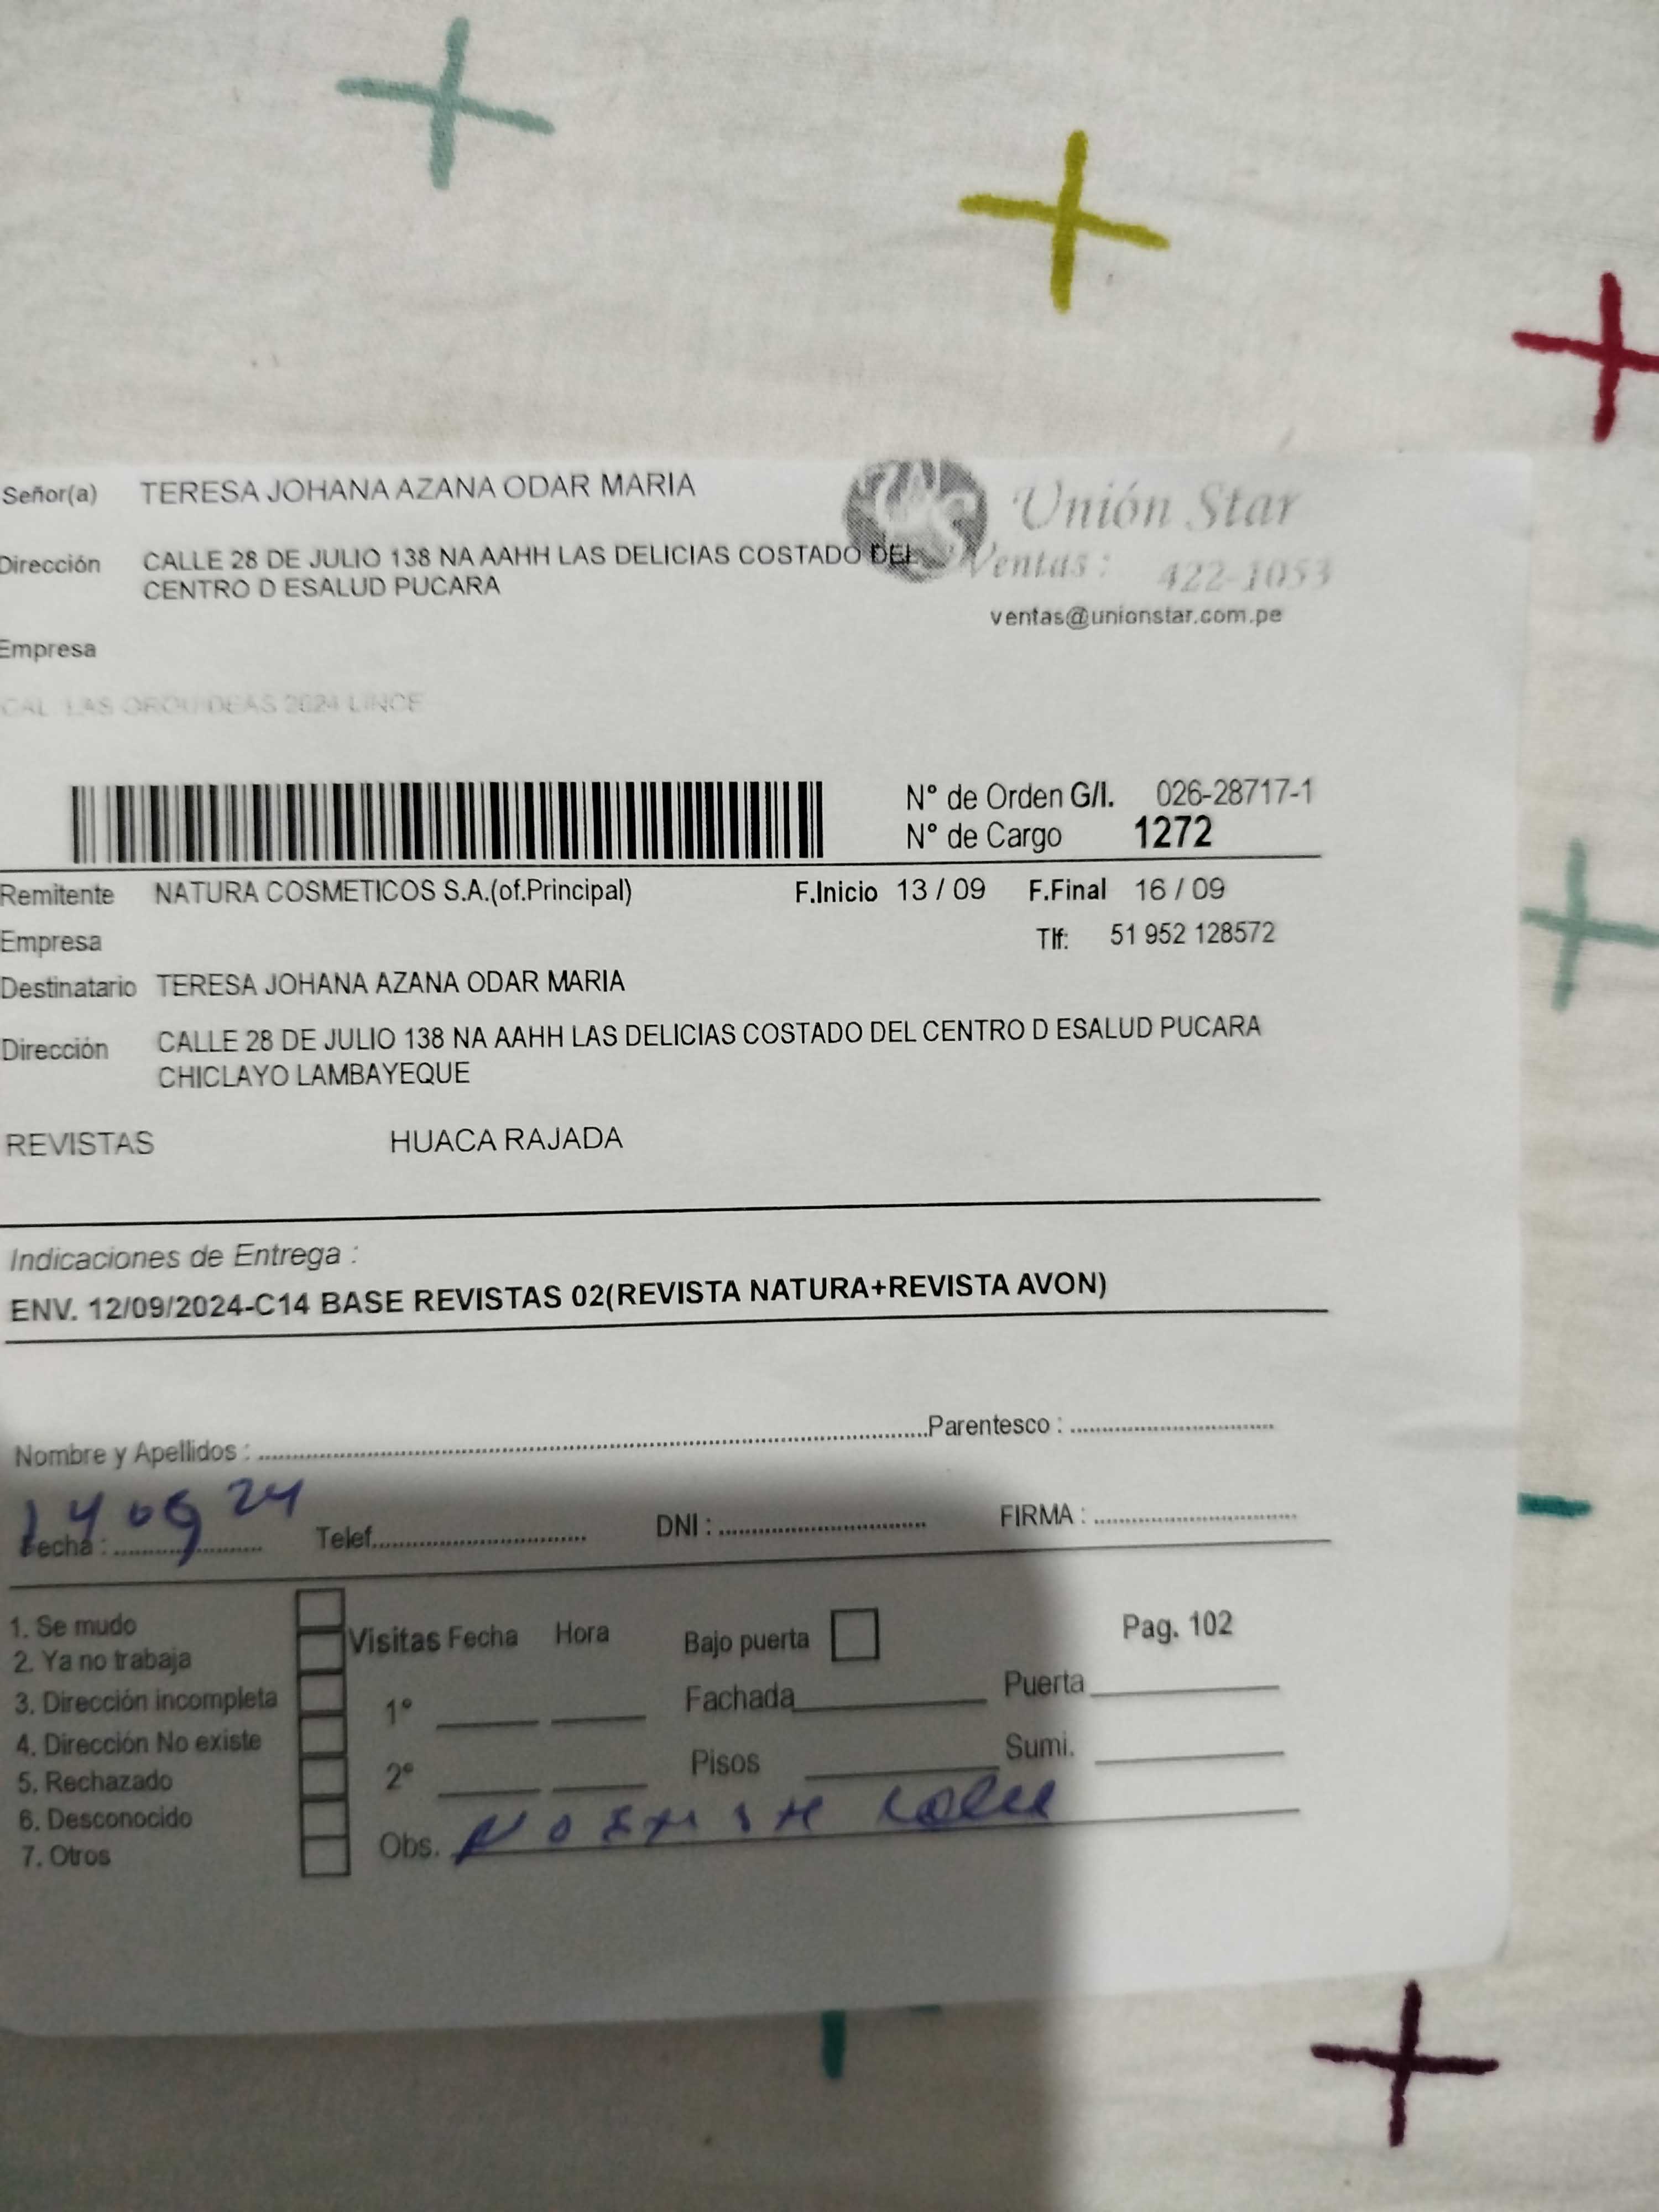 Señor(a) TERESA JOHANA AZANA ODAR MARIA
Unión Star
Dirección CALLE 28 DE JULIO 138 NA AAHH LAS DELICIAS COSTADO DEL
CENTRO D ESALUD PUCARA
Ventas: 422-1053
ventas@unionstar.com.pe
Empresa
CAL. LAS ORQUIDEAS 2624 LINCE
N° de Orden G/I. 026-28717-1
N° de Cargo 1272
Remitente NATURA COSMETICOS S.A.(of.Principal) F.Inicio 13 / 09 F.Final 16 / 09
Empresa Tlf: 51 952 128572
Destinatario TERESA JOHANA AZANA ODAR MARIA
Dirección CALLE 28 DE JULIO 138 NA AAHH LAS DELICIAS COSTADO DEL CENTRO D ESALUD PUCARA
CHICLAYO LAMBAYEQUE
REVISTAS HUACA RAJADA
Indicaciones de Entrega :
ENV. 12/09/2024-C14 BASE REVISTAS 02(REVISTA NATURA+REVISTA AVON)
Nombre y Apellidos : Parentesco :
14 09 24
Fecha : Telef. DNI : FIRMA :
1. Se mudo
2. Ya no trabaja
3. Dirección incompleta
4. Dirección No existe
5. Rechazado
6. Desconocido
7. Otros
Visitas Fecha Hora
1°
2°
Bajo puerta
Fachada
Pisos
Pag. 102
Puerta
Sumi.
Obs. NO